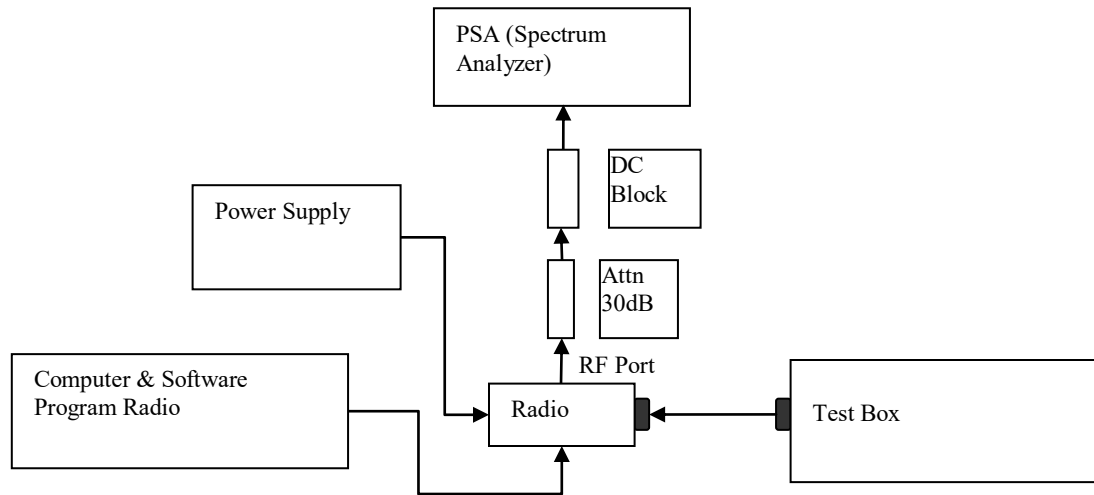 PSA (Spectrum
Analyzer)
DC
Block
Power Supply
Attn
30dB
RF Port
Computer & Software
Program Radio
Radio
Test Box